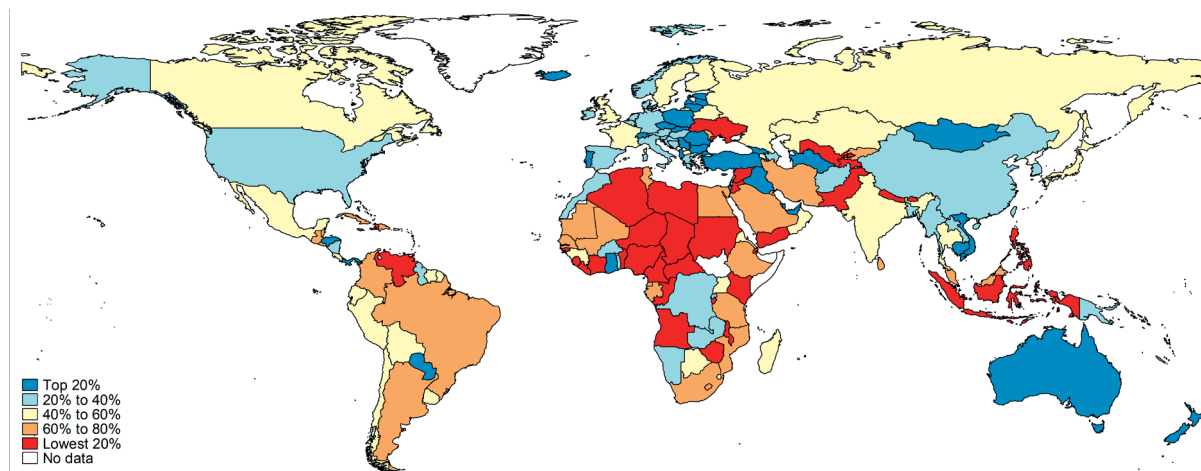 Top 20%
20% to 40%
40% to 60%
60% to 80%
Lowest 20%
No data